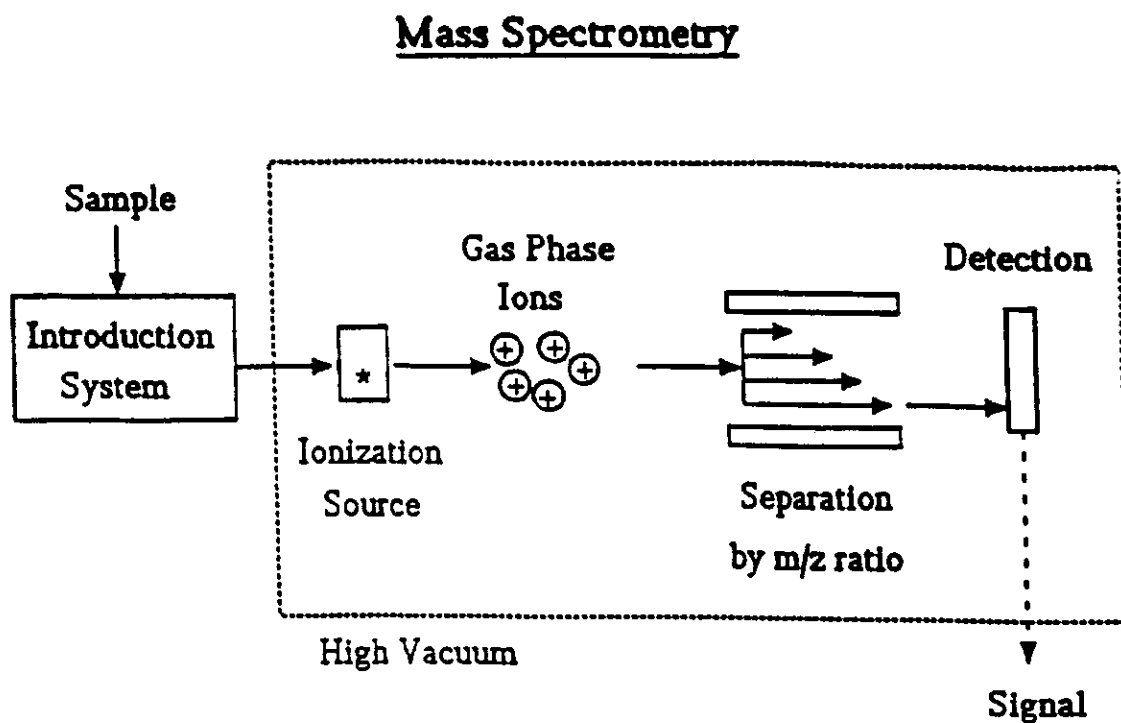 Mass Spectrometry
Sample
Introduction
System
*
Ionization
Source
Gas Phase
Ions
+ + + + +
Separation
by m/z ratio
Detection
High Vacuum
Signal